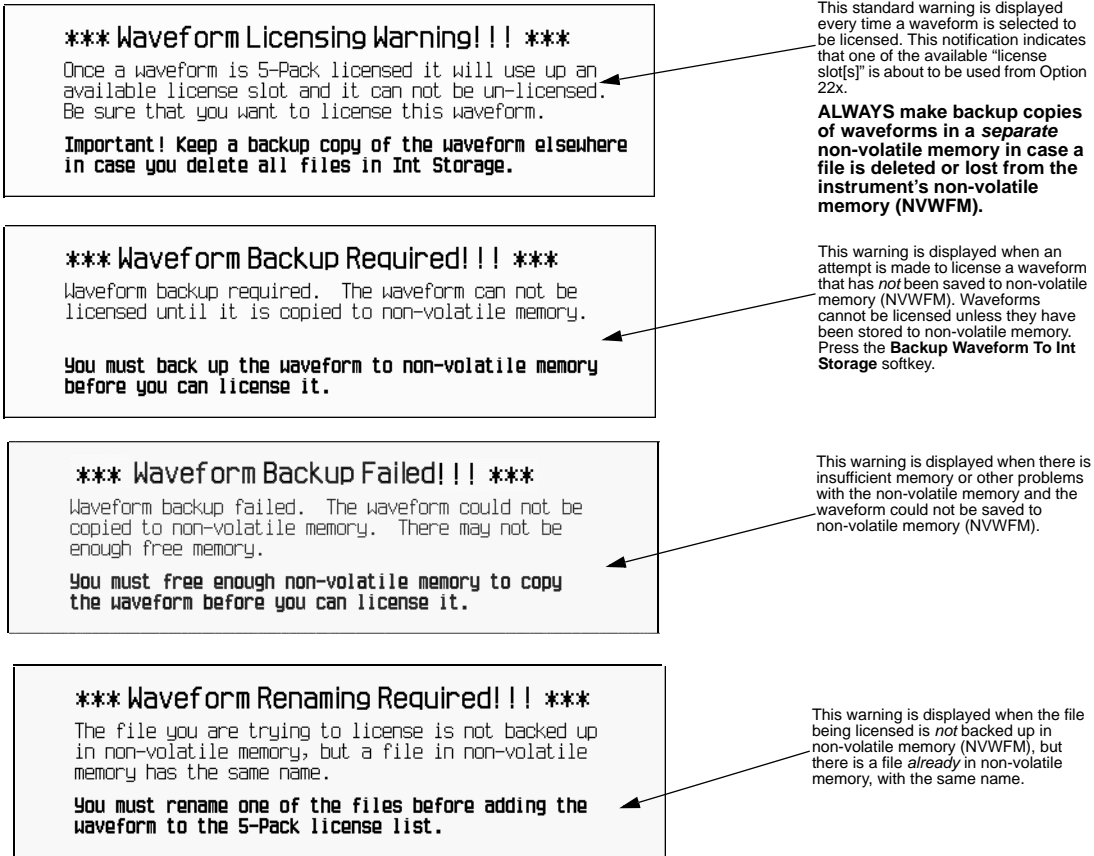 *** Waveform Licensing Warning!!! ***
Once a waveform is 5-Pack licensed it will use up an
available license slot and it can not be un-licensed.
Be sure that you want to license this waveform.
Important! Keep a backup copy of the waveform elsewhere
in case you delete all files in Int Storage.
This standard warning is displayed
every time a waveform is selected to
be licensed. This notification indicates
that one of the available “license
slot[s]” is about to be used from Option
22x.
ALWAYS make backup copies
of waveforms in a separate
non-volatile memory in case a
file is deleted or lost from the
instrument’s non-volatile
memory (NVWFM).
*** Waveform Backup Required!!! ***
Waveform backup required. The waveform can not be
licensed until it is copied to non-volatile memory.
You must back up the waveform to non-volatile memory
before you can license it.
This warning is displayed when an
attempt is made to license a waveform
that has not been saved to non-volatile
memory (NVWFM). Waveforms
cannot be licensed unless they have
been stored to non-volatile memory.
Press the Backup Waveform To Int
Storage softkey.
*** Waveform Backup Failed!!! ***
Waveform backup failed. The waveform could not be
copied to non-volatile memory. There may not be
enough free memory.
You must free enough non-volatile memory to copy
the waveform before you can license it.
This warning is displayed when there is
insufficient memory or other problems
with the non-volatile memory and the
waveform could not be saved to
non-volatile memory (NVWFM).
*** Waveform Renaming Required!!! ***
The file you are trying to license is not backed up
in non-volatile memory, but a file in non-volatile
memory has the same name.
You must rename one of the files before adding the
waveform to the 5-Pack license list.
This warning is displayed when the file
being licensed is not backed up in
non-volatile memory (NVWFM), but
there is a file already in non-volatile
memory, with the same name.